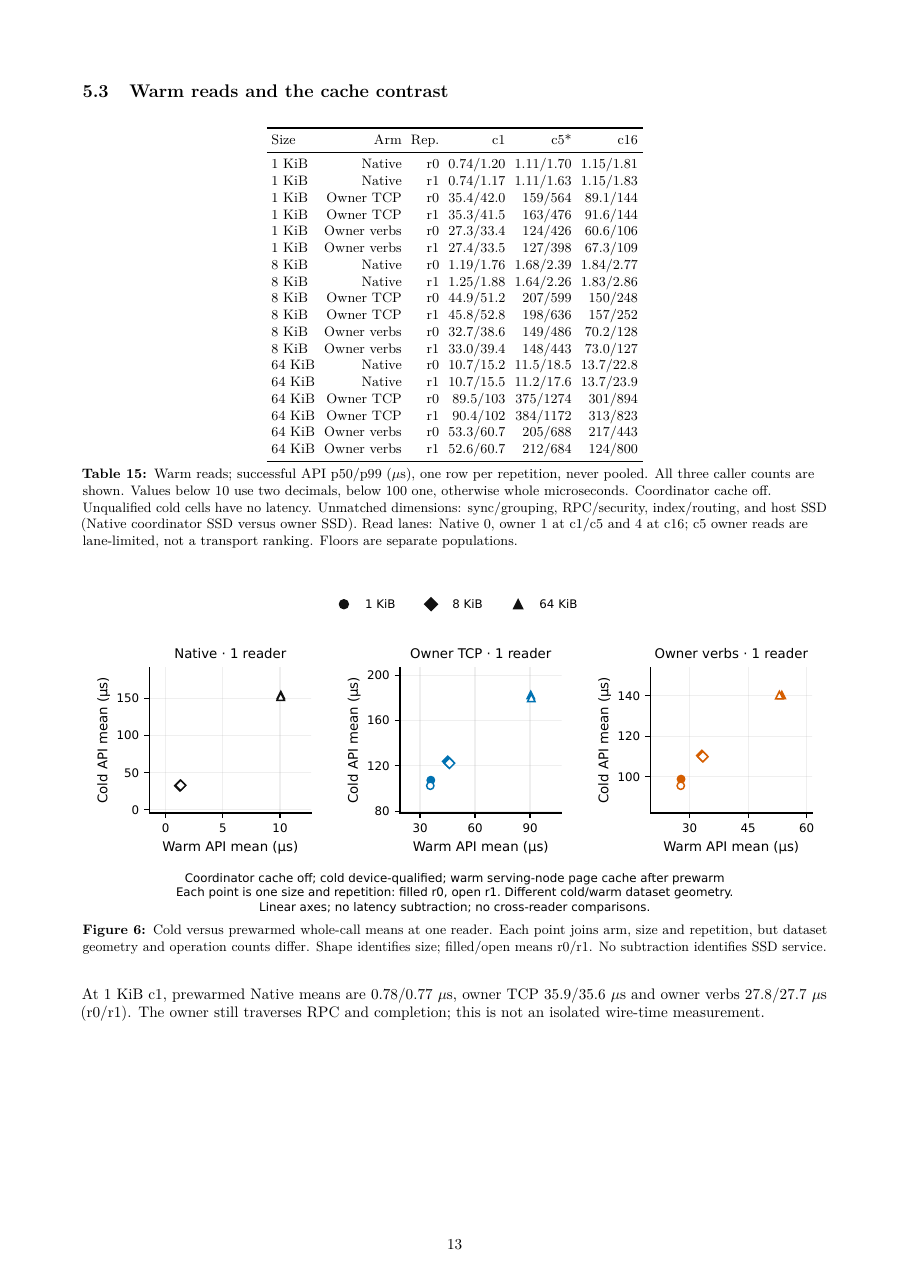 5.3 Warm reads and the cache contrast
Size Arm Rep. c1 c5* c16
1 KiB Native r0 0.74/1.20 1.11/1.70 1.15/1.81
1 KiB Native r1 0.74/1.17 1.11/1.63 1.15/1.83
1 KiB Owner TCP r0 35.4/42.0 159/564 89.1/144
1 KiB Owner TCP r1 35.3/41.5 163/476 91.6/144
1 KiB Owner verbs r0 27.3/33.4 124/426 60.6/106
1 KiB Owner verbs r1 27.4/33.5 127/398 67.3/109
8 KiB Native r0 1.19/1.76 1.68/2.39 1.84/2.77
8 KiB Native r1 1.25/1.88 1.64/2.26 1.83/2.86
8 KiB Owner TCP r0 44.9/51.2 207/599 150/248
8 KiB Owner TCP r1 45.8/52.8 198/636 157/252
8 KiB Owner verbs r0 32.7/38.6 149/486 70.2/128
8 KiB Owner verbs r1 33.0/39.4 148/443 73.0/127
64 KiB Native r0 10.7/15.2 11.5/18.5 13.7/22.8
64 KiB Native r1 10.7/15.5 11.2/17.6 13.7/23.9
64 KiB Owner TCP r0 89.5/103 375/1274 301/894
64 KiB Owner TCP r1 90.4/102 384/1172 313/823
64 KiB Owner verbs r0 53.3/60.7 205/688 217/443
64 KiB Owner verbs r1 52.6/60.7 212/684 124/800
Table 15: Warm reads; successful API p50/p99 (μs), one row per repetition, never pooled. All three caller counts are
shown. Values below 10 use two decimals, below 100 one, otherwise whole microseconds. Coordinator cache off.
Unqualified cold cells have no latency. Unmatched dimensions: sync/grouping, RPC/security, index/routing, and host SSD
(Native coordinator SSD versus owner SSD). Read lanes: Native 0, owner 1 at c1/c5 and 4 at c16; c5 owner reads are
lane-limited, not a transport ranking. Floors are separate populations.
1 KiB 8 KiB 64 KiB
Native · 1 reader
Cold API mean (μs)
150
100
50
0
0 5 10
Warm API mean (μs)
Owner TCP · 1 reader
Cold API mean (μs)
200
160
120
80
30 60 90
Warm API mean (μs)
Owner verbs · 1 reader
Cold API mean (μs)
140
120
100
30 45 60
Warm API mean (μs)
Coordinator cache off; cold device-qualified; warm serving-node page cache after prewarm
Each point is one size and repetition: filled r0, open r1. Different cold/warm dataset geometry.
Linear axes; no latency subtraction; no cross-reader comparisons.
Figure 6: Cold versus prewarmed whole-call means at one reader. Each point joins arm, size and repetition, but dataset
geometry and operation counts differ. Shape identifies size; filled/open means r0/r1. No subtraction identifies SSD service.
At 1 KiB c1, prewarmed Native means are 0.78/0.77 μs, owner TCP 35.9/35.6 μs and owner verbs 27.8/27.7 μs
(r0/r1). The owner still traverses RPC and completion; this is not an isolated wire-time measurement.
13